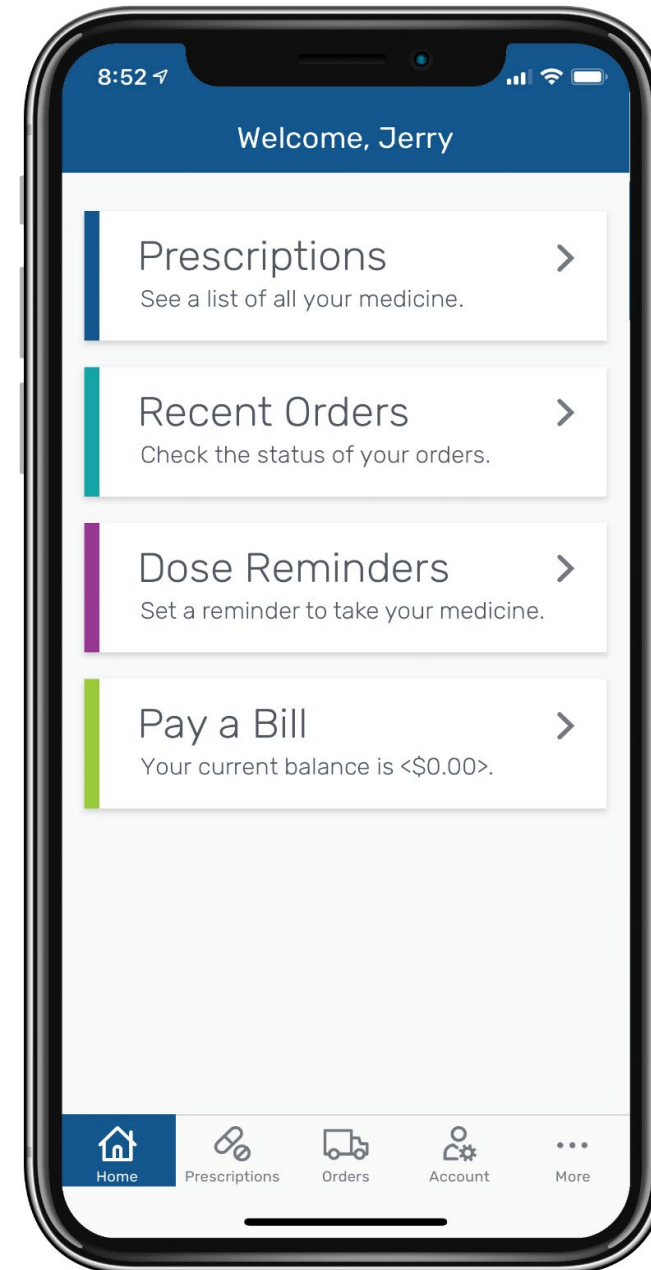 8:52
Welcome, Jerry
Prescriptions
See a list of all your medicine.
Recent Orders
Check the status of your orders.
Dose Reminders
Set a reminder to take your medicine.
Pay a Bill
Your current balance is <$0.00>.
Home Prescriptions Orders Account More